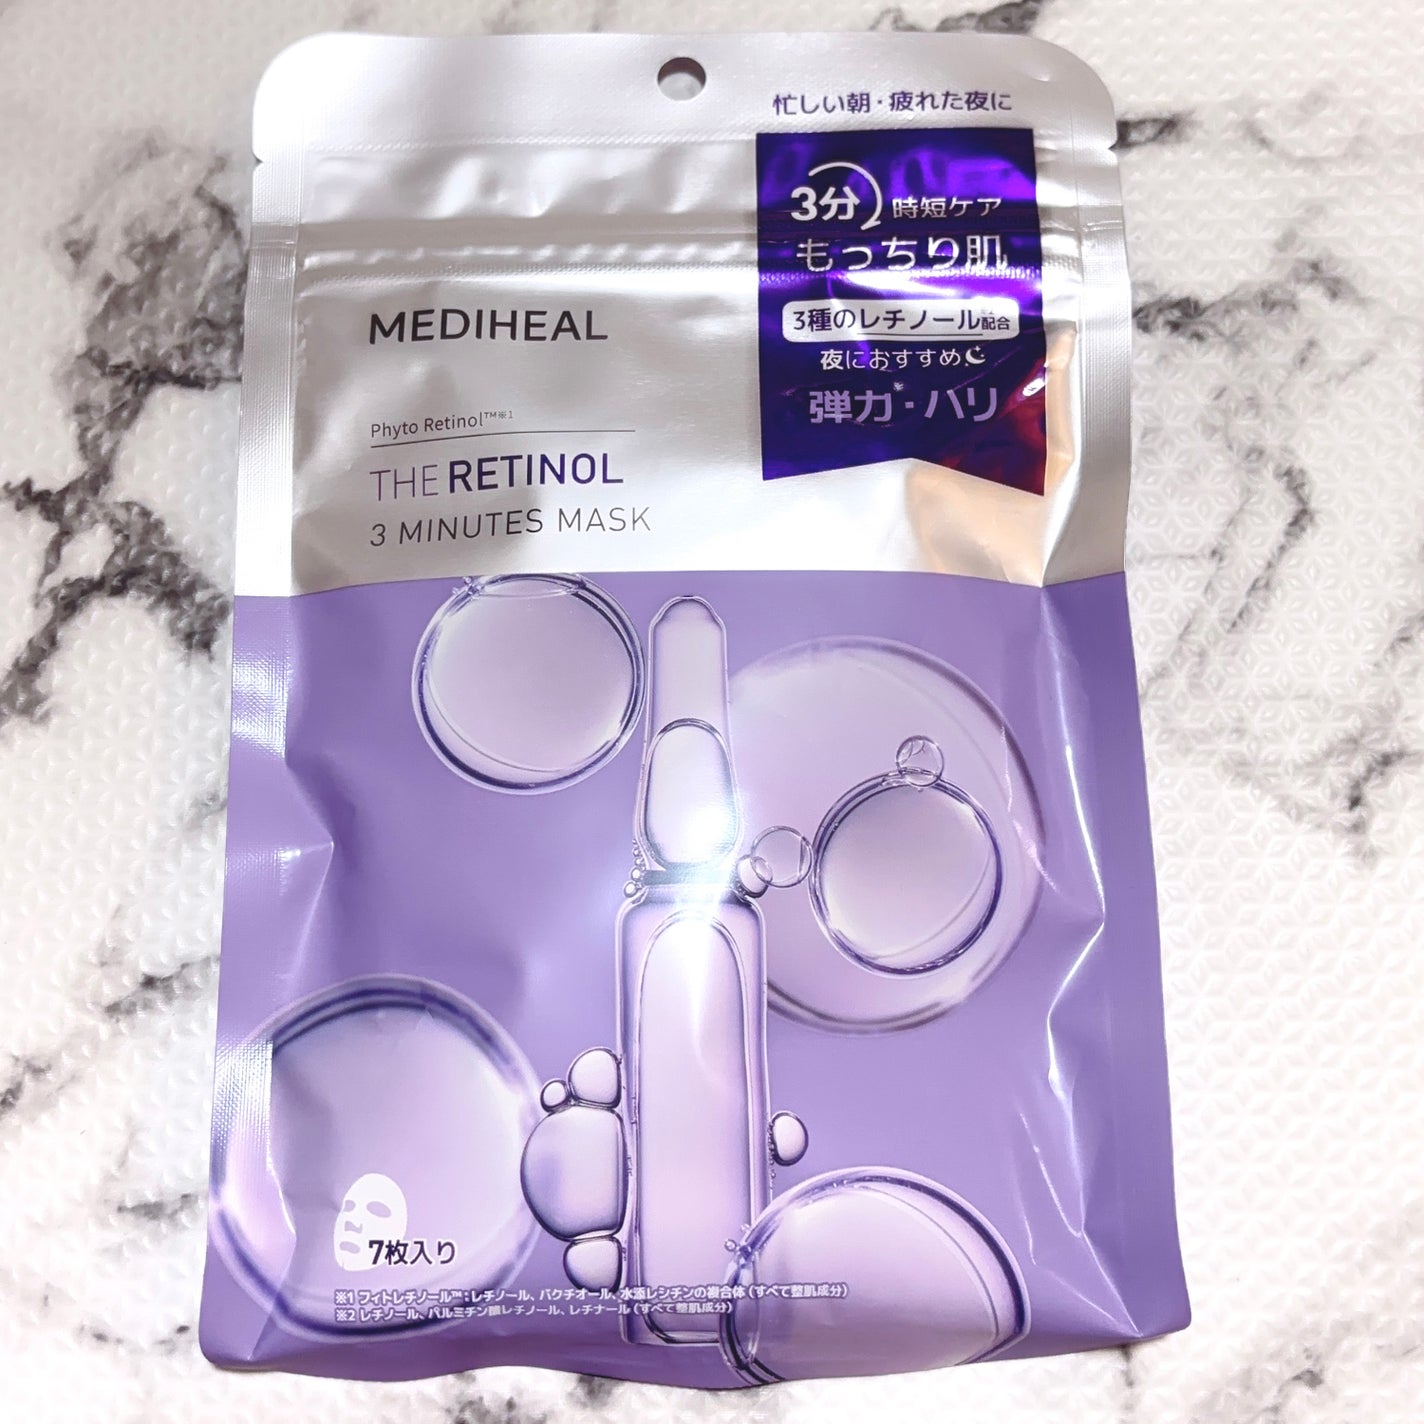 忙しい朝・疲れた夜に
3分 時短ケア
もっちり肌
3種のレチノール配合
夜におすすめ
弾力・ハリ
MEDIHEAL
Phyto Retinol™※1
THE RETINOL
3 MINUTES MASK
7枚入り
※1 フィトレチノール™:レチノール、バクチオール、水添レシチンの複合体(すべて整肌成分)
※2 レチノール、パルミチン酸レチノール、レチナール(すべて整肌成分)